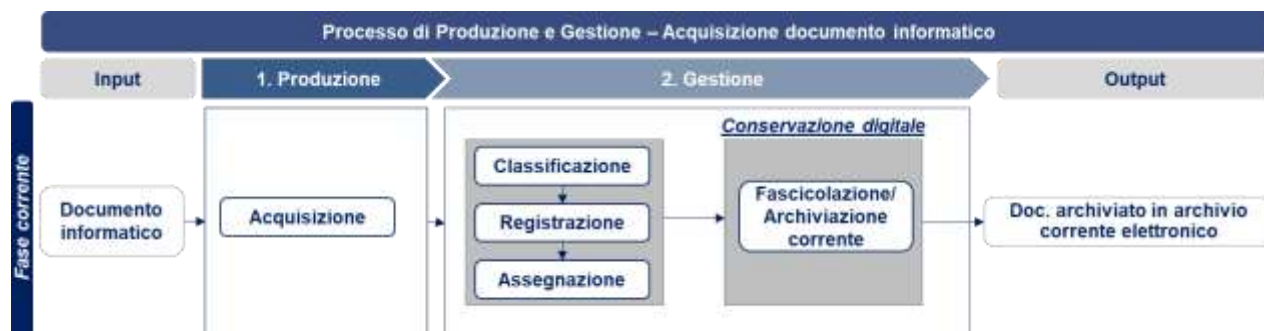 Processo di Produzione e Gestione – Acquisizione documento informatico
Input
1. Produzione
2. Gestione
Output
Fase corrente
Documento
informatico
Acquisizione
Classificazione
Registrazione
Assegnazione
Conservazione digitale
Fascicolazione/
Archiviazione
corrente
Doc. archiviato in archivio
corrente elettronico